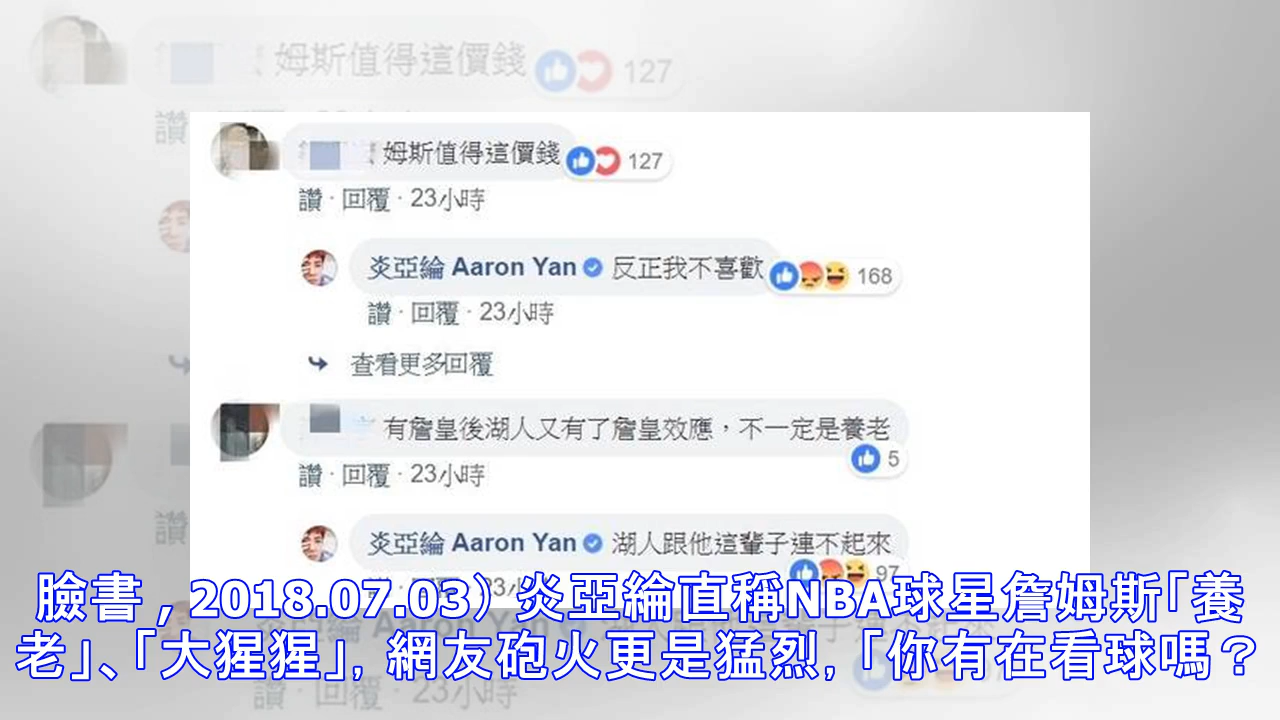 姆斯值得這價錢 127
讚 · 回覆 · 23小時
炎亞綸 Aaron Yan 反正我不喜歡 168
讚 · 回覆 · 23小時
查看更多回覆
有詹皇後湖人又有了詹皇效應，不一定是養老
5
讚 · 回覆 · 23小時
炎亞綸 Aaron Yan 湖人跟他這輩子連不起來
97
臉書，2018.07.03）炎亞綸直稱NBA球星詹姆斯「養
老」、「大猩猩」, 網友砲火更是猛烈, 「你有在看球嗎？